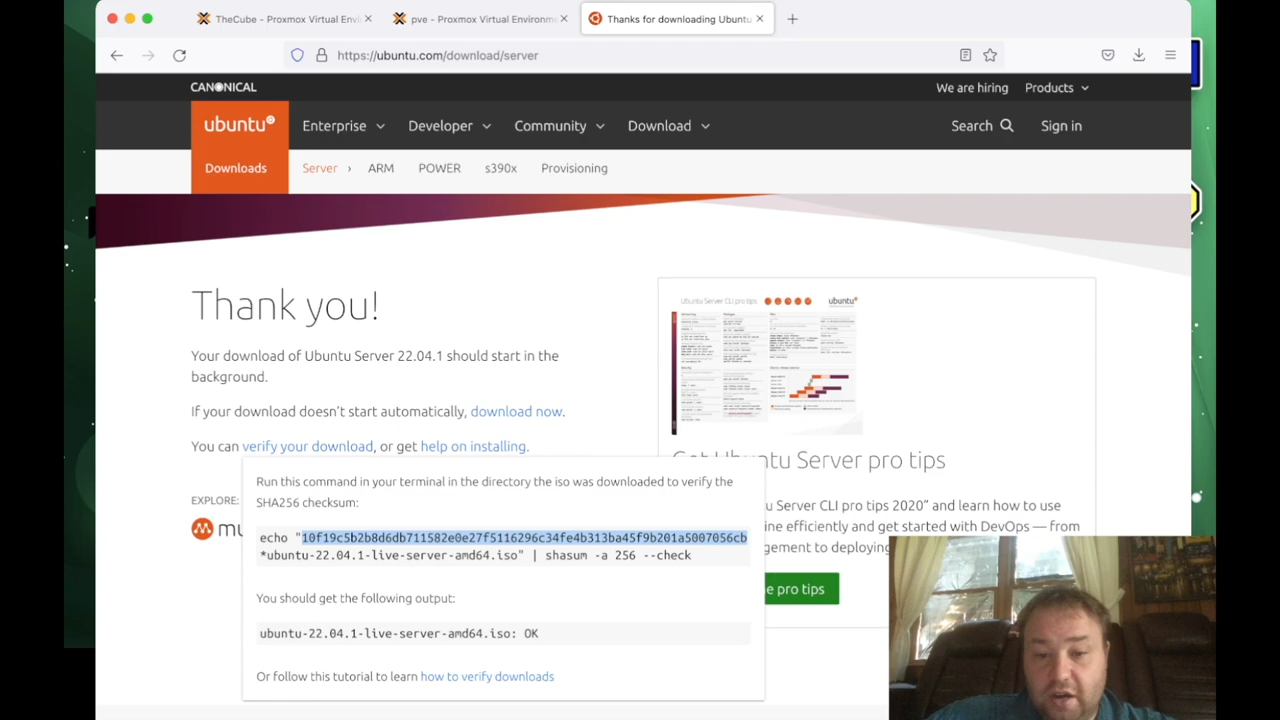 TheCube - Proxmox Virtual Envi
pve - Proxmox Virtual Environme
Thanks for downloading Ubuntu
https://ubuntu.com/download/server
CANONICAL
We are hiring
Products
ubuntu
Enterprise
Developer
Community
Download
Search
Sign in
Downloads
Server
ARM
POWER
s390x
Provisioning
Thank you!
Your download of Ubuntu Server 22.04.1 should start in the
background.
If your download doesn't start automatically, download now.
You can verify your download, or get help on installing.
EXPLORE:
mu
Run this command in your terminal in the directory the iso was downloaded to verify the
SHA256 checksum:
echo "10f19c5b2b8d6db711582e0e27f5116296c34fe4b313ba45f9b201a5007056cb
*ubuntu-22.04.1-live-server-amd64.iso" | shasum -a 256 --check
You should get the following output:
ubuntu-22.04.1-live-server-amd64.iso: OK
Or follow this tutorial to learn how to verify downloads
Ubuntu Server CLI pro tips
ubuntu
Get Ubuntu Server pro tips
u Server CLI pro tips 2020” and learn how to use
ine efficiently and get started with DevOps — from
gement to deploying
e pro tips